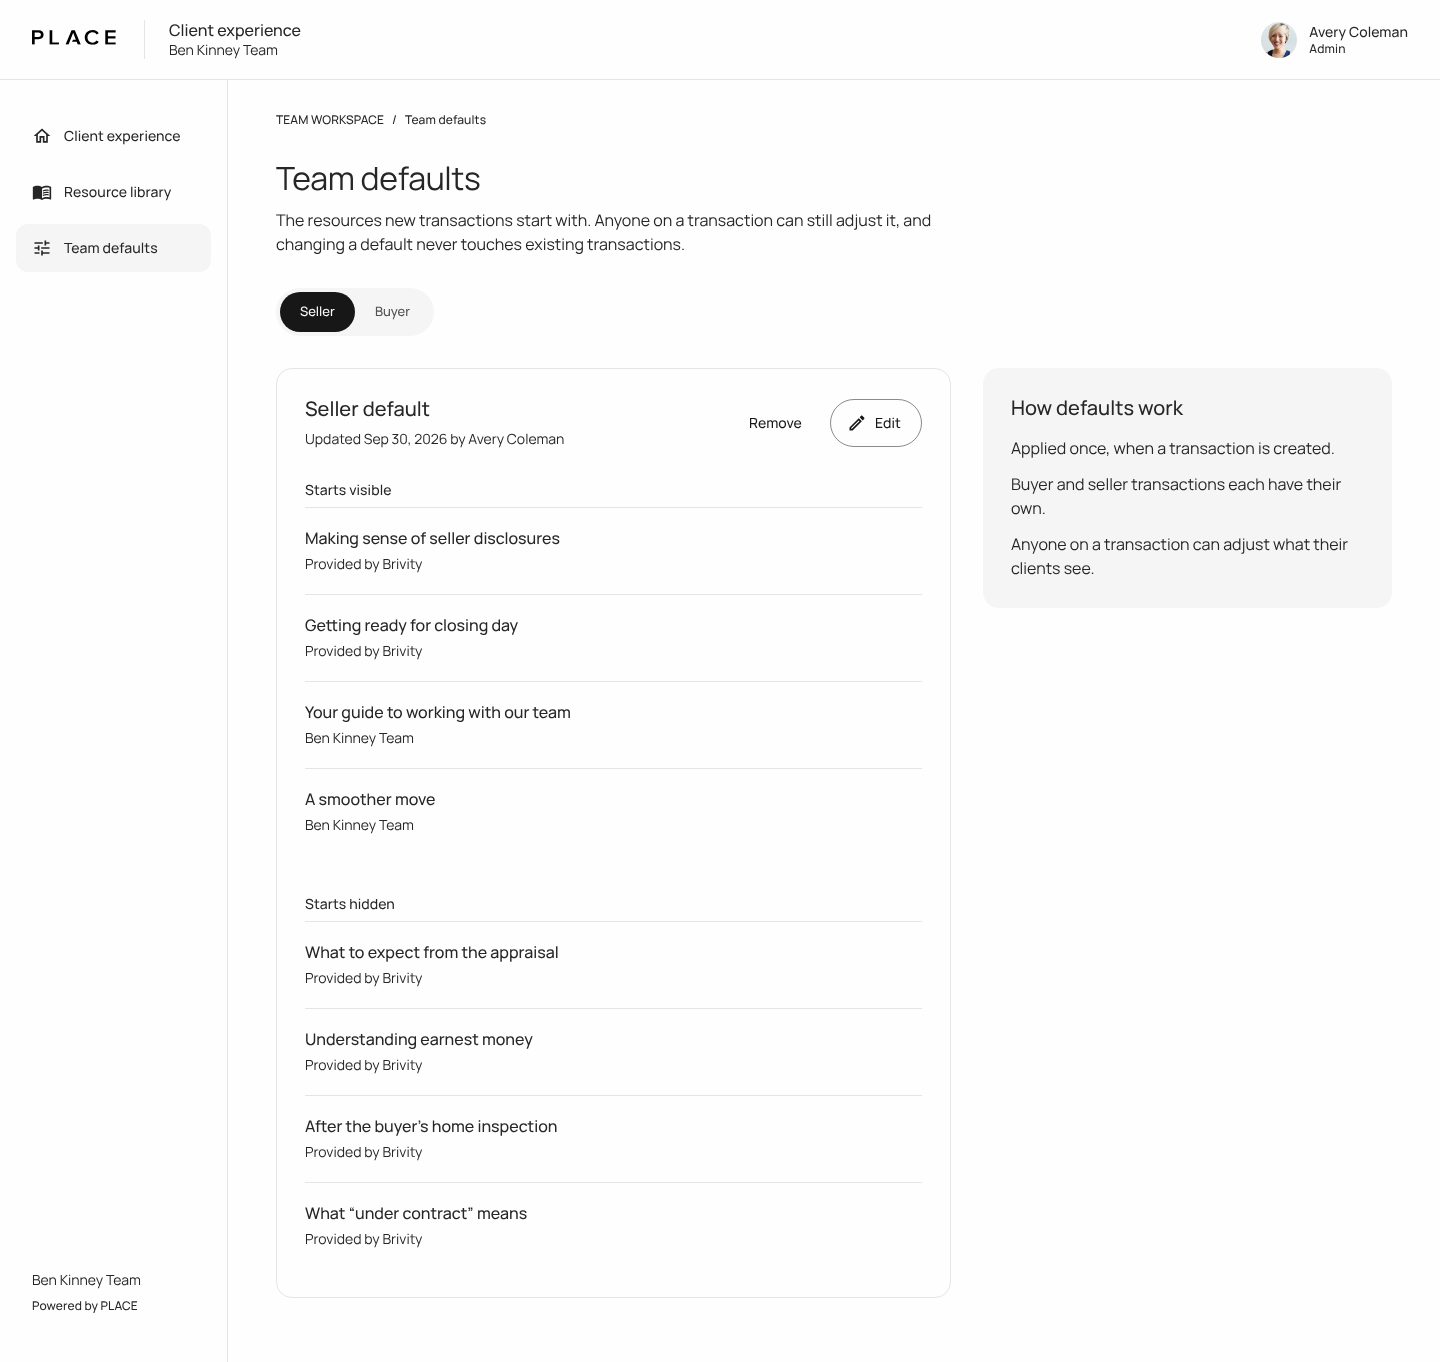 PLACE
Client experience
Ben Kinney Team
Avery Coleman
Admin
Client experience
Resource library
Team defaults
TEAM WORKSPACE / Team defaults
Team defaults
The resources new transactions start with. Anyone on a transaction can still adjust it, and
changing a default never touches existing transactions.
Seller
Buyer
Seller default
Updated Sep 30, 2026 by Avery Coleman
Remove
Edit
Starts visible
Making sense of seller disclosures
Provided by Brivity
Getting ready for closing day
Provided by Brivity
Your guide to working with our team
Ben Kinney Team
A smoother move
Ben Kinney Team
Starts hidden
What to expect from the appraisal
Provided by Brivity
Understanding earnest money
Provided by Brivity
After the buyer’s home inspection
Provided by Brivity
What “under contract” means
Provided by Brivity
How defaults work
Applied once, when a transaction is created.
Buyer and seller transactions each have their
own.
Anyone on a transaction can adjust what their
clients see.
Ben Kinney Team
Powered by PLACE